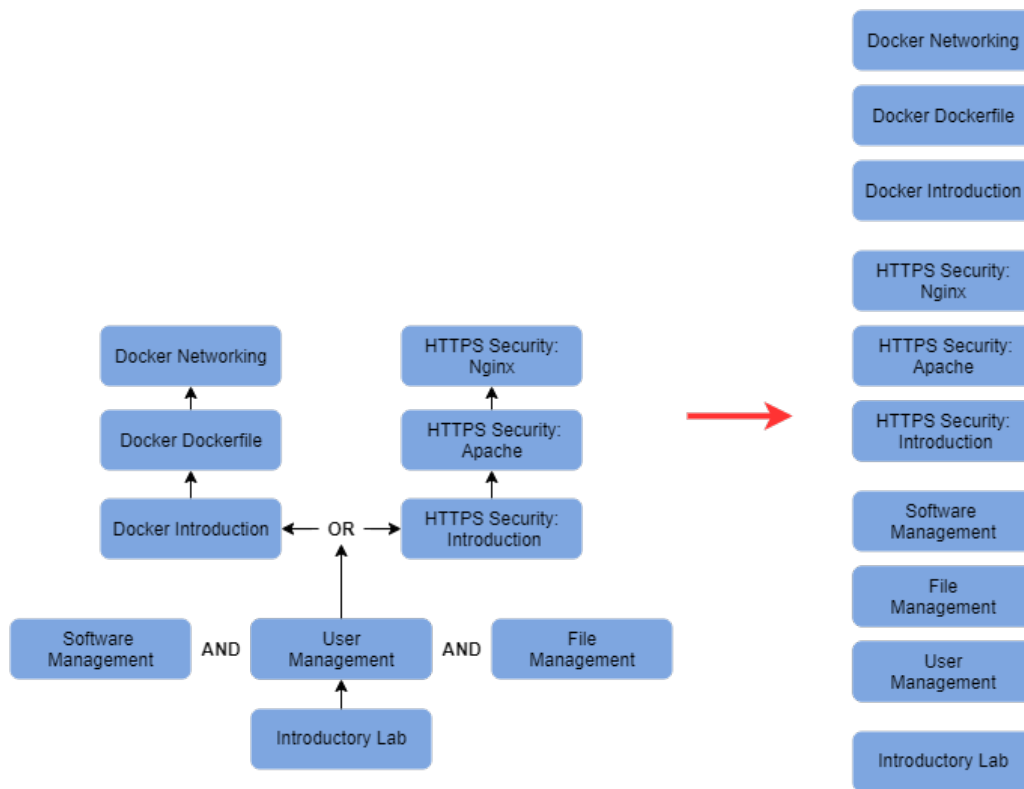 Docker Networking
Docker Dockerfile
Docker Introduction
HTTPS Security:
Nginx
HTTPS Security:
Apache
HTTPS Security:
Introduction
Software
Management
File
Management
User
Management
Introductory Lab
Docker Networking
HTTPS Security:
Nginx
Docker Dockerfile
HTTPS Security:
Apache
Docker Introduction
OR
HTTPS Security:
Introduction
Software
Management
AND
User
Management
AND
File
Management
Introductory Lab